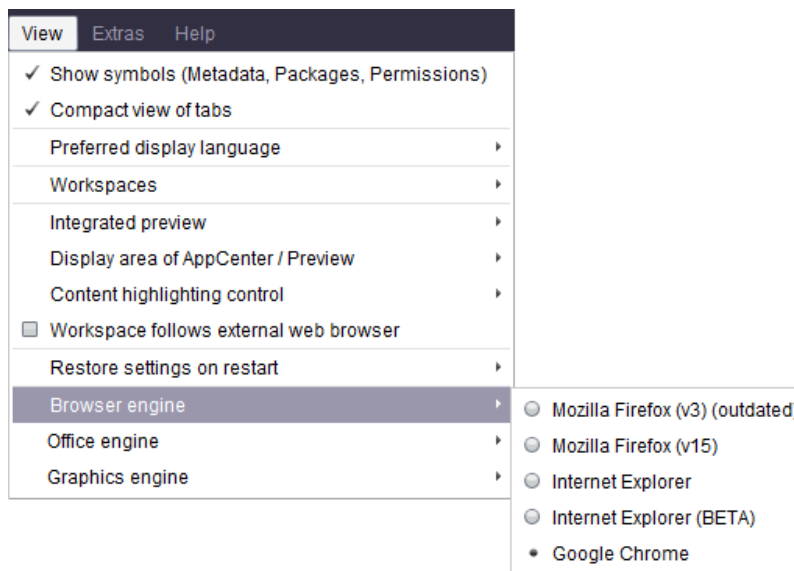 View Extras Help
Show symbols (Metadata, Packages, Permissions)
Compact view of tabs
Preferred display language
Workspaces
Integrated preview
Display area of AppCenter / Preview
Content highlighting control
Workspace follows external web browser
Restore settings on restart
Browser engine
Office engine
Graphics engine
Mozilla Firefox (v3) (outdated)
Mozilla Firefox (v15)
Internet Explorer
Internet Explorer (BETA)
Google Chrome